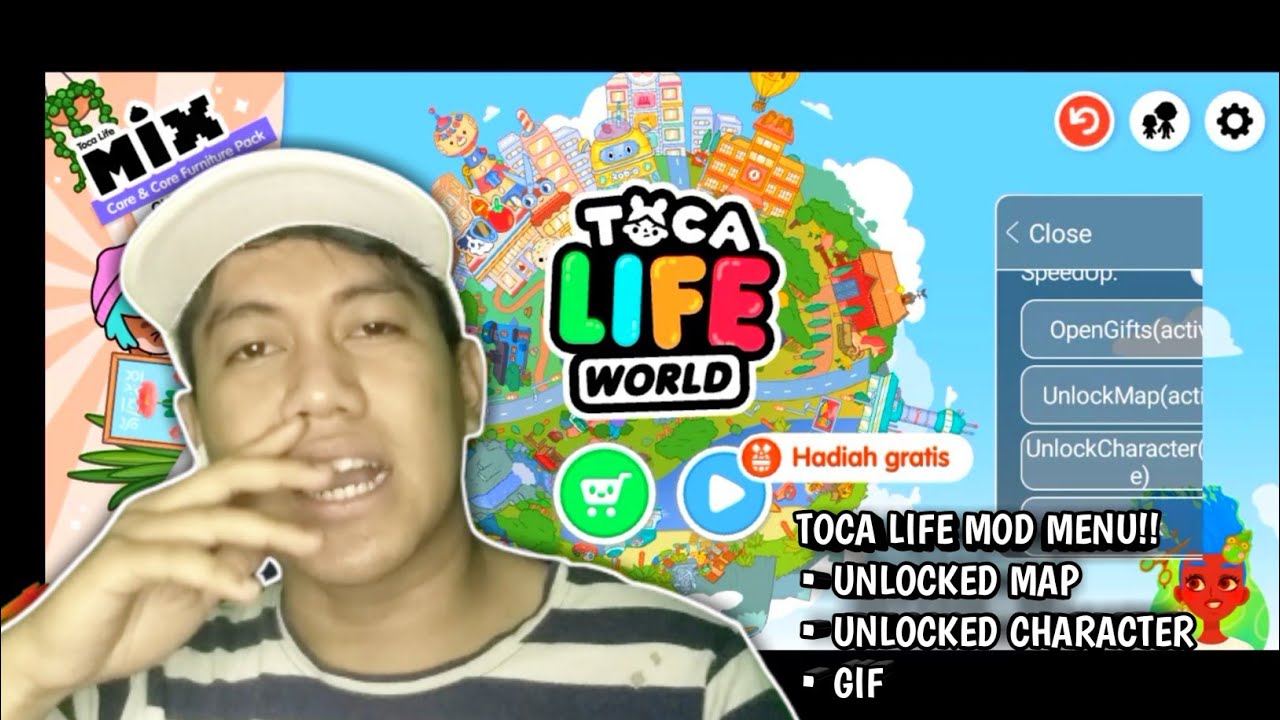 Toca Life
MIX
Care & Core Furniture Pack
TOCA
LIFE
WORLD
Close
SpeedUp:
OpenGifts(activ
UnlockMap(acti
UnlockCharacter(
e)
Hadiah gratis
TOCA LIFE MOD MENU!!
▪ UNLOCKED MAP
▪ UNLOCKED CHARACTER
▪ GIF